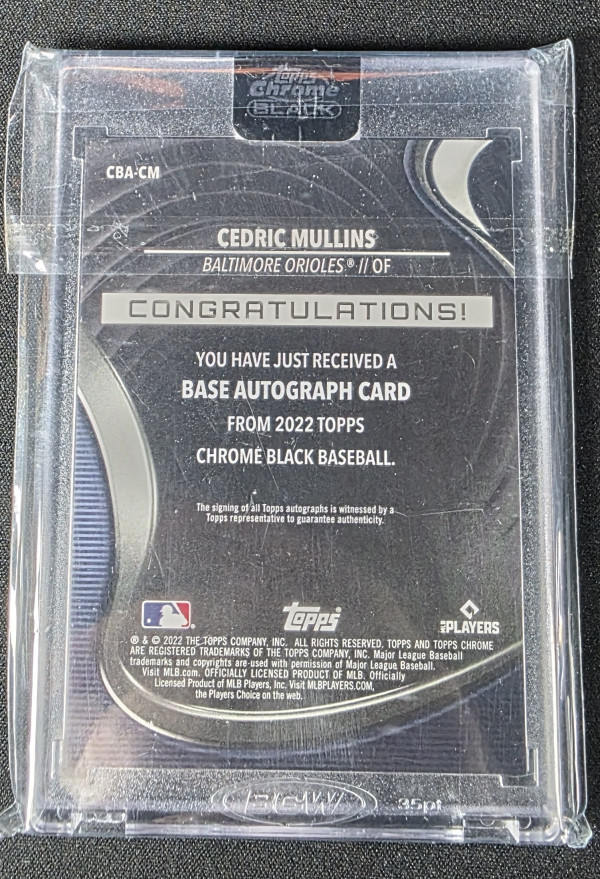 Topps
Chrome
BLACK
CBA-CM
CEDRIC MULLINS
BALTIMORE ORIOLES® // OF
CONGRATULATIONS!
YOU HAVE JUST RECEIVED A
BASE AUTOGRAPH CARD
FROM 2022 TOPPS
CHROME BLACK BASEBALL.
The signing of all Topps autographs is witnessed by a
Topps representative to guarantee authenticity.
Topps
MLB PLAYERS
® & © 2022 THE TOPPS COMPANY, INC. ALL RIGHTS RESERVED. TOPPS AND TOPPS CHROME
ARE REGISTERED TRADEMARKS OF THE TOPPS COMPANY, INC. Major League Baseball
trademarks and copyrights are used with permission of Major League Baseball.
Visit MLB.com. OFFICIALLY LICENSED PRODUCT OF MLB. Officially
Licensed Product of MLB Players, Inc. Visit MLBPLAYERS.COM,
the Players Choice on the web.
BCW
35pt